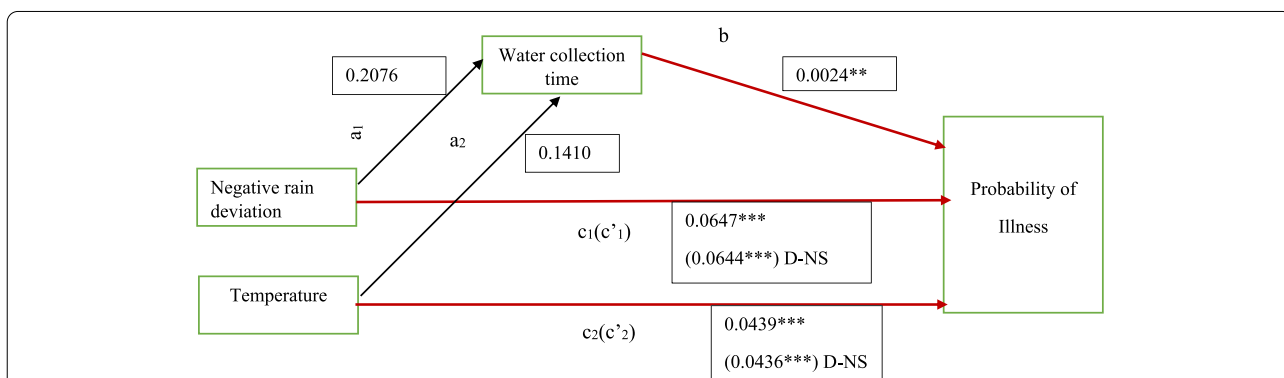 b
Water collection
time
0.2076
0.0024**
a1
a2
0.1410
Negative rain
deviation
Probability of
Illness
c1(c’1)
0.0647***
(0.0644***) D-NS
Temperature
c2(c’2)
0.0439***
(0.0436***) D-NS